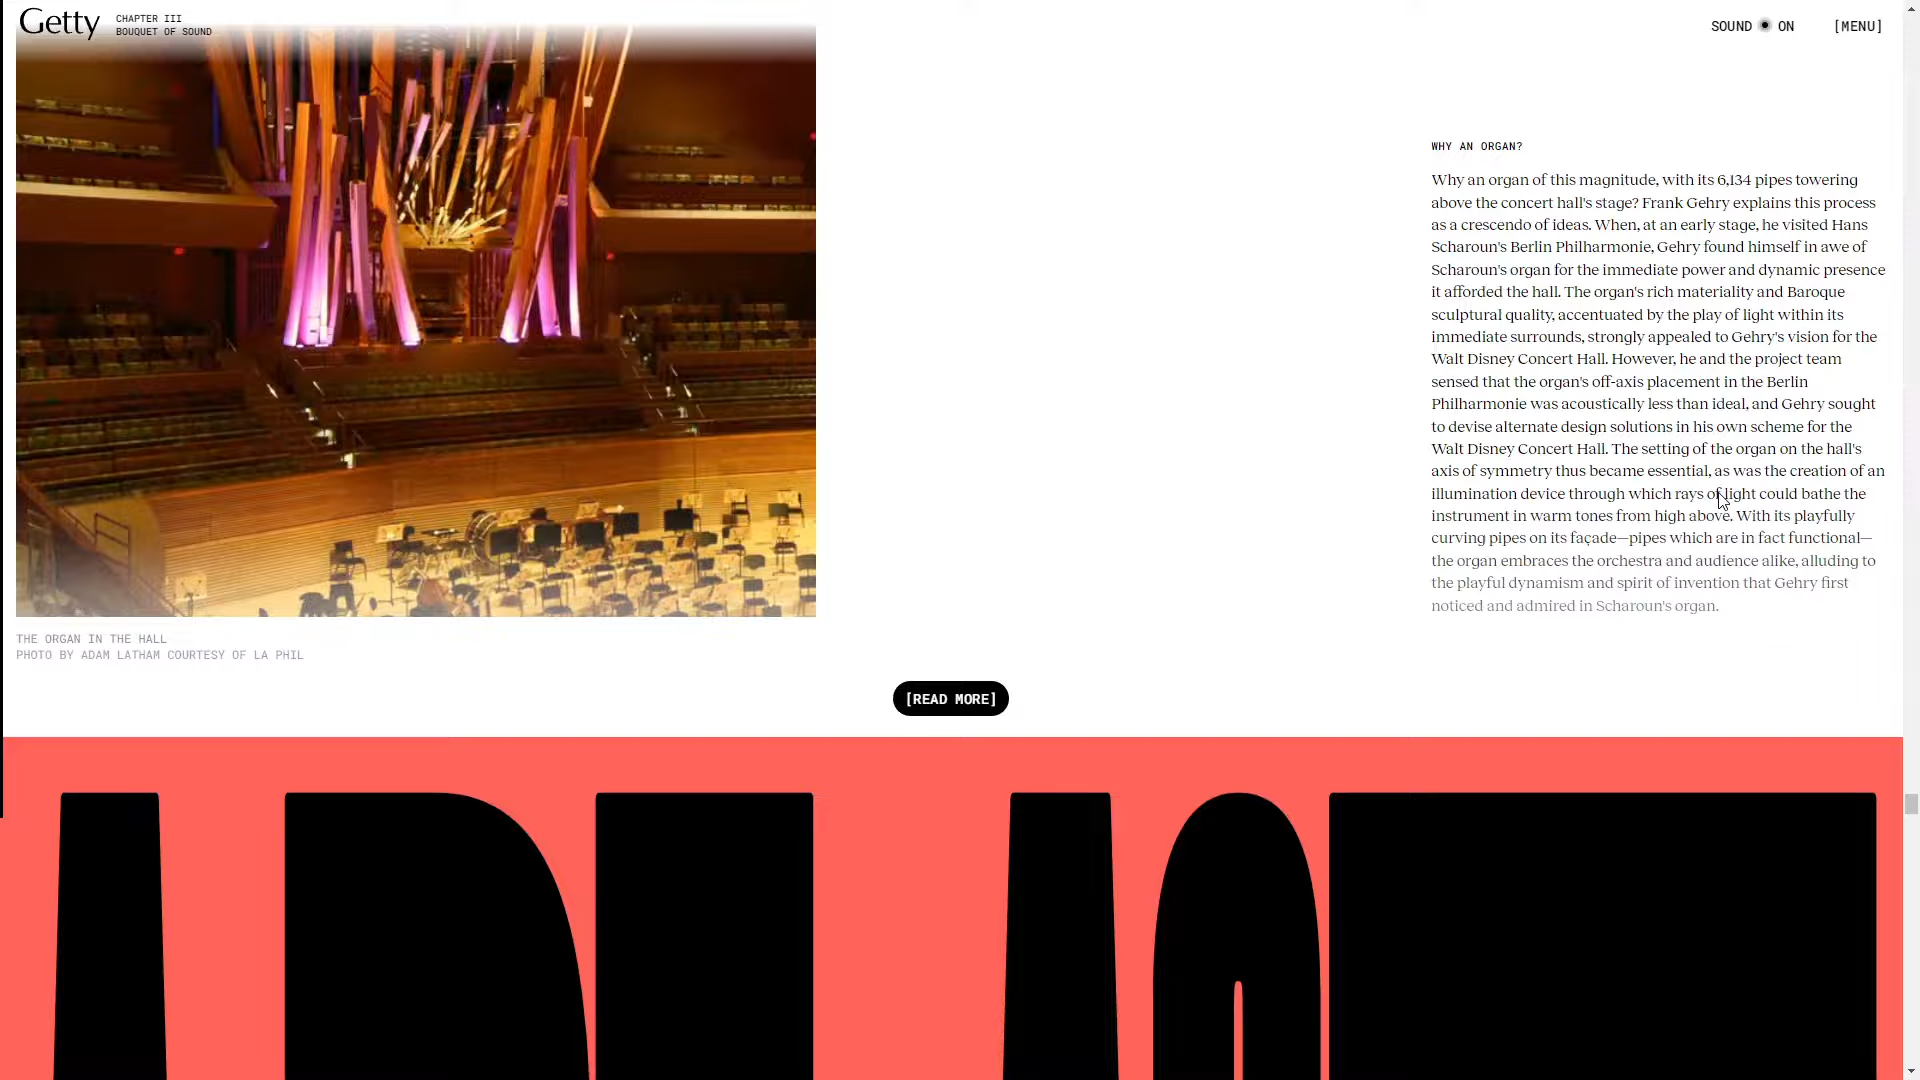 Getty
CHAPTER III
BOUQUET OF SOUND
SOUND ON
[MENU]
WHY AN ORGAN?
Why an organ of this magnitude, with its 6,134 pipes towering
above the concert hall's stage? Frank Gehry explains this process
as a crescendo of ideas. When, at an early stage, he visited Hans
Scharoun's Berlin Philharmonie, Gehry found himself in awe of
Scharoun's organ for the immediate power and dynamic presence
it afforded the hall. The organ's rich materiality and Baroque
sculptural quality, accentuated by the play of light within its
immediate surrounds, strongly appealed to Gehry's vision for the
Walt Disney Concert Hall. However, he and the project team
sensed that the organ's off-axis placement in the Berlin
Philharmonie was acoustically less than ideal, and Gehry sought
to devise alternate design solutions in his own scheme for the
Walt Disney Concert Hall. The setting of the organ on the hall's
axis of symmetry thus became essential, as was the creation of an
illumination device through which rays of light could bathe the
instrument in warm tones from high above. With its playfully
curving pipes on its façade—pipes which are in fact functional—
the organ embraces the orchestra and audience alike, alluding to
the playful dynamism and spirit of invention that Gehry first
noticed and admired in Scharoun's organ.
THE ORGAN IN THE HALL
PHOTO BY ADAM LATHAM COURTESY OF LA PHIL
[READ MORE]